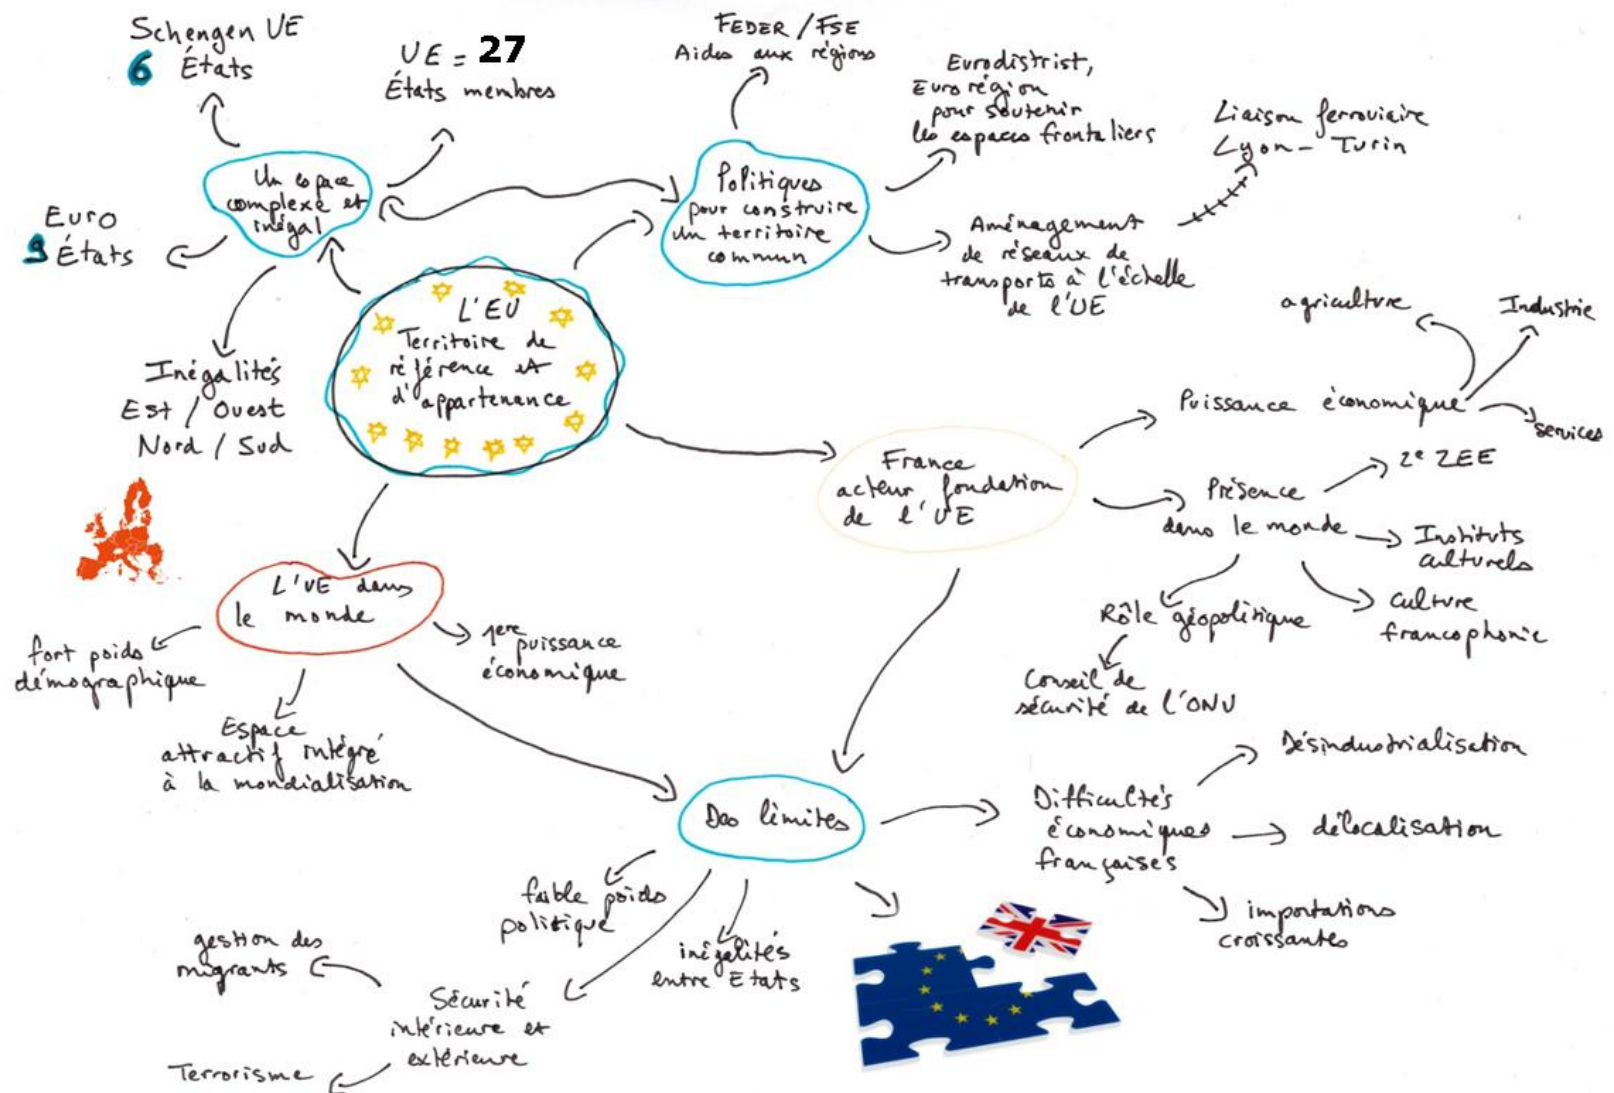 Schengen UE
6 États
UE = 27
États membres
FEDER / FSE
Aides aux régions
Eurodistrist,
Eurorégion
pour soutenir
les espaces frontaliers
Liaison ferroviaire
Lyon - Turin
Un espace
complexe et
inégal
Politiques
pour construire
un territoire
commun
Euro
9 États
Aménagement
de réseaux de
transports à l'échelle
de l'UE
L'EU
Territoire de
référence et
d'appartenance
Inégalités
Est / Ouest
Nord / Sud
agriculture
Industrie
Puissance économique
services
France
acteur fondation
de l'UE
2e ZEE
Présence
dans le monde
Instituts
culturels
culture
francophonie
Rôle géopolitique
Conseil de
sécurité de l'ONU
L'UE dans
le monde
fort poids
démographique
1ere puissance
économique
Espace
attractif intégré
à la mondialisation
Des limites
Difficultés
économiques
françaises
Désindustrialisation
délocalisation
importations
croissantes
faible poids
politique
inégalités
entre Etats
gestion des
migrants
Sécurité
intérieure et
extérieure
Terrorisme